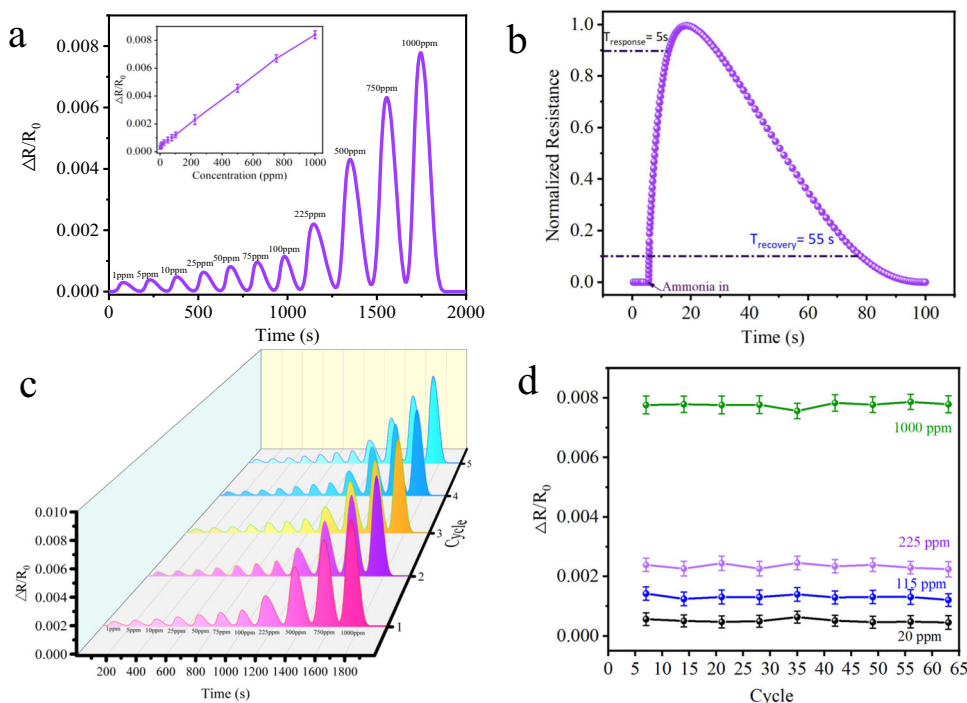 a
ΔR/R0
0.008
0.006
0.004
0.002
0.000
0 500 1000 1500 2000
Time (s)
1ppm 5ppm 10ppm 25ppm 50ppm 75ppm 100ppm 225ppm 500ppm 750ppm 1000ppm
ΔR/R0
0.010
0.008
0.006
0.004
0.002
0.000
0 200 400 600 800 1000
Concentration (ppm)
b
Normalized Resistance
1.0
0.8
0.6
0.4
0.2
0.0
0 20 40 60 80 100
Time (s)
Tresponse= 5s
Trecovery= 55 s
Ammonia in
c
ΔR/R0
0.010
0.008
0.006
0.004
0.002
0.000
200 400 600 800 1000 1200 1400 1600 1800
Time (s)
1ppm 5ppm 10ppm 25ppm 50ppm 75ppm 100ppm 225ppm 500ppm 750ppm 1000ppm
1
2
3
4
5
Cycle
d
ΔR/R0
0.008
0.006
0.004
0.002
0.000
0 5 10 15 20 25 30 35 40 45 50 55 60 65
Cycle
1000 ppm
225 ppm
115 ppm
20 ppm